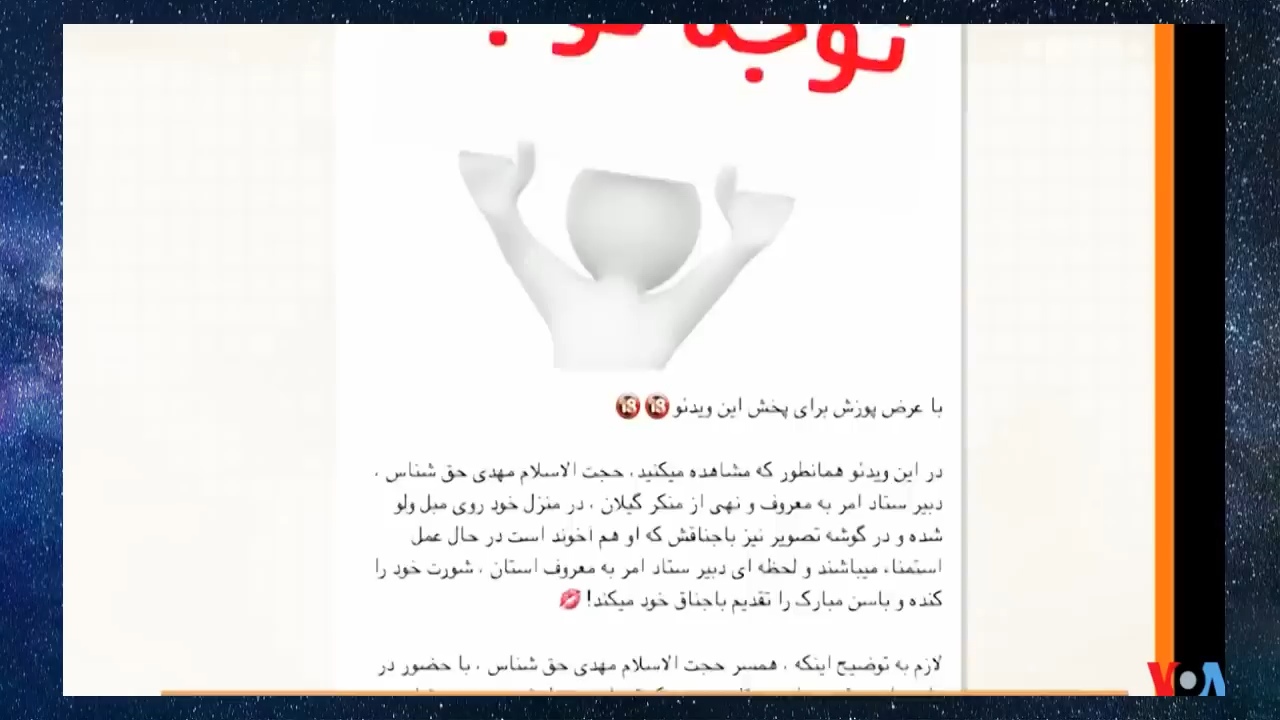 با عرض پوزش برای پخش این ویدئو 🔞🔞
در این ویدئو همانطور که مشاهده میکنید، حجت الاسلام مهدی حق شناس ،
دبیر ستاد امر به معروف و نهی از منکر گیلان ، در منزل خود روی مبل ولو
شده و در گوشه تصویر نیز باجناقش که او هم آخوند است در حال عمل
استمناء میباشند و لحظه ای دبیر ستاد امر به معروف استان ، شورت خود را
کنده و باسن مبارک را تقدیم باجناق خود میکند! 💋
لازم به توضیح اینکه ، همسر حجت الاسلام مهدی حق شناس ، با حضور در
VOA